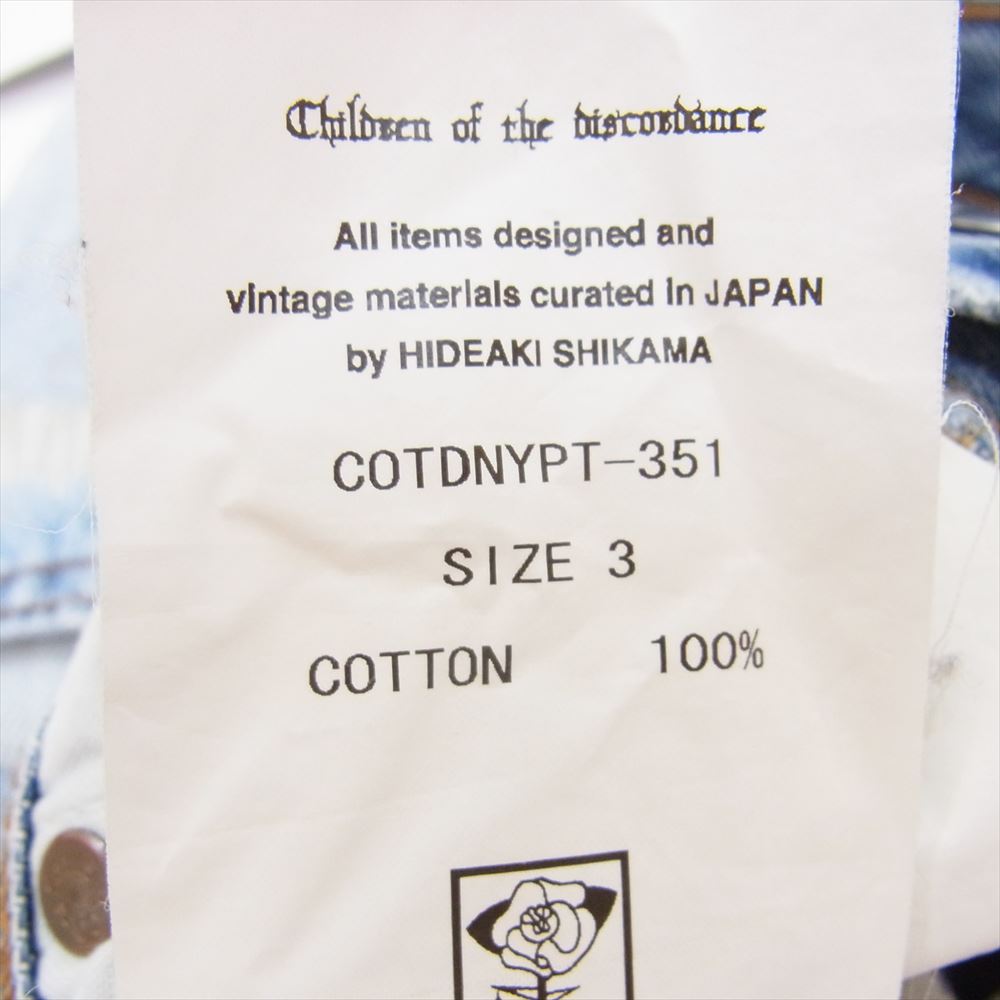 Children of the discordance
All items designed and
vintage materials curated in JAPAN
by HIDEAKI SHIKAMA
COTDNYPT-351
SIZE 3
COTTON 100%